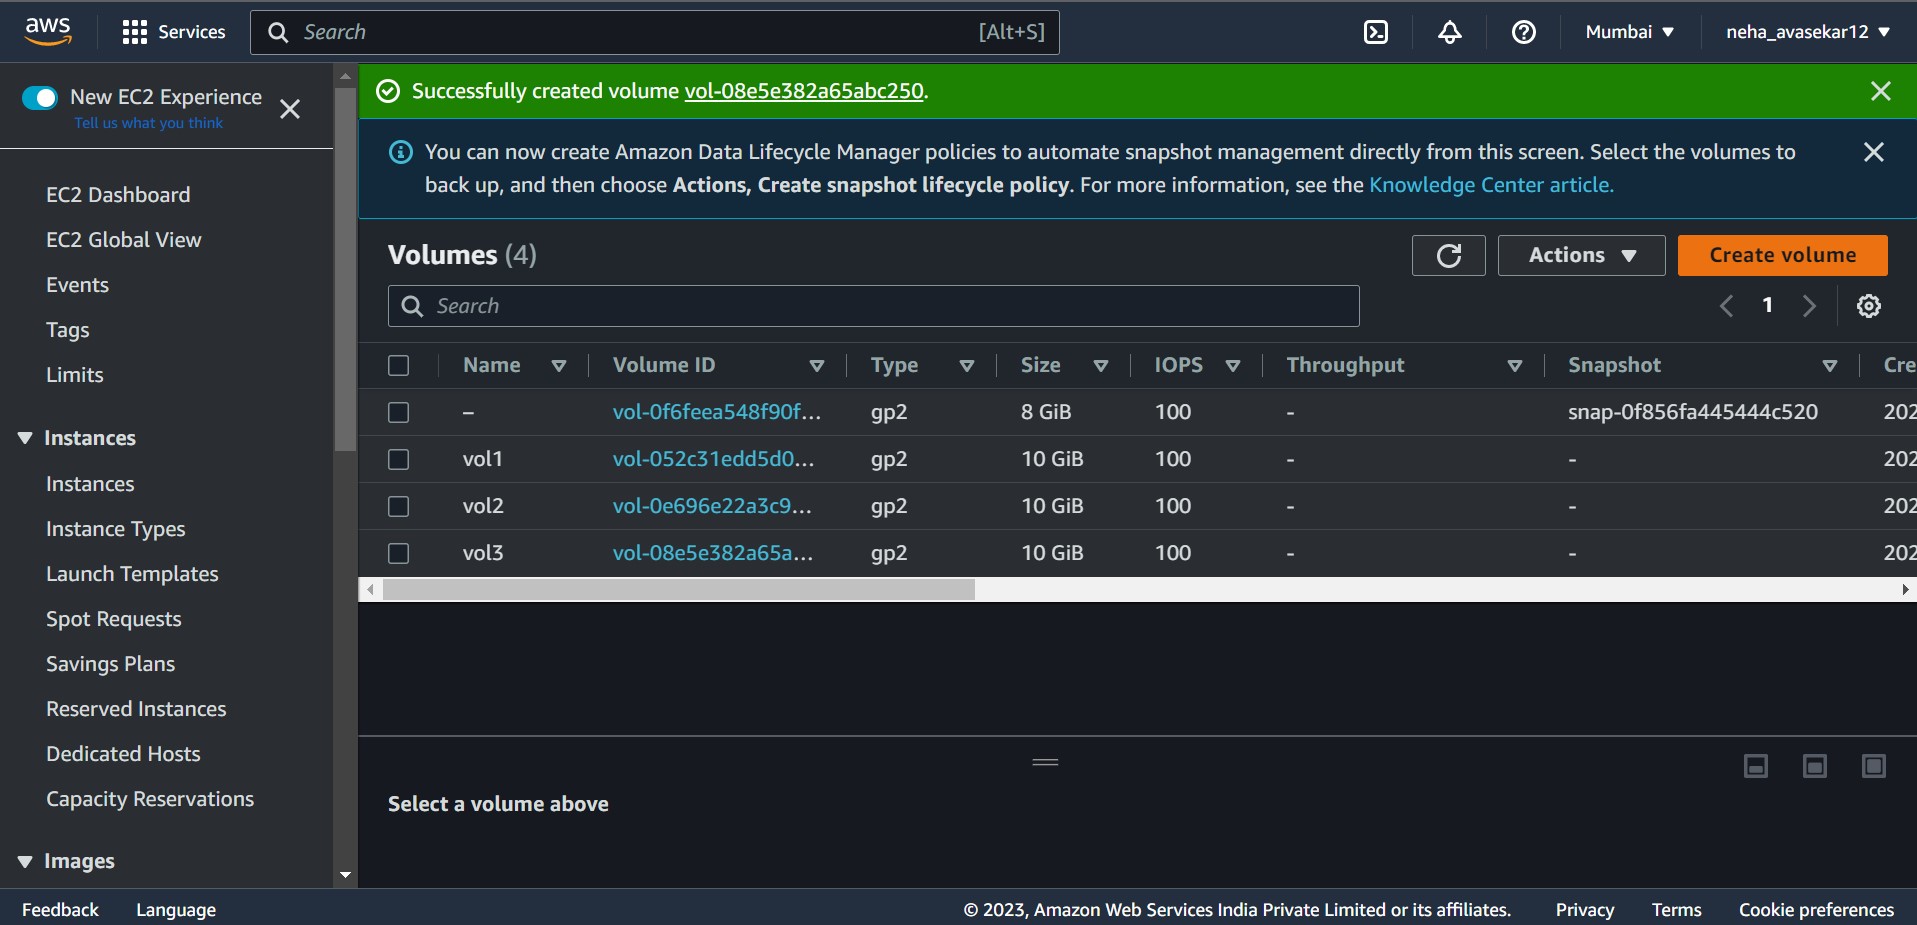 aws Services Search [Alt+S] Mumbai neha_avasekar12
New EC2 Experience
Tell us what you think
EC2 Dashboard
EC2 Global View
Events
Tags
Limits
Instances
Instances
Instance Types
Launch Templates
Spot Requests
Savings Plans
Reserved Instances
Dedicated Hosts
Capacity Reservations
Images
Successfully created volume vol-08e5e382a65abc250.
You can now create Amazon Data Lifecycle Manager policies to automate snapshot management directly from this screen. Select the volumes to
back up, and then choose Actions, Create snapshot lifecycle policy. For more information, see the Knowledge Center article.
Volumes (4) Actions Create volume
Search 1
Name Volume ID Type Size IOPS Throughput Snapshot Cre
– vol-0f6feea548f90f... gp2 8 GiB 100 - snap-0f856fa445444c520 202
vol1 vol-052c31edd5d0... gp2 10 GiB 100 - - 202
vol2 vol-0e696e22a3c9... gp2 10 GiB 100 - - 202
vol3 vol-08e5e382a65a... gp2 10 GiB 100 - - 202
Select a volume above
Feedback Language © 2023, Amazon Web Services India Private Limited or its affiliates. Privacy Terms Cookie preferences